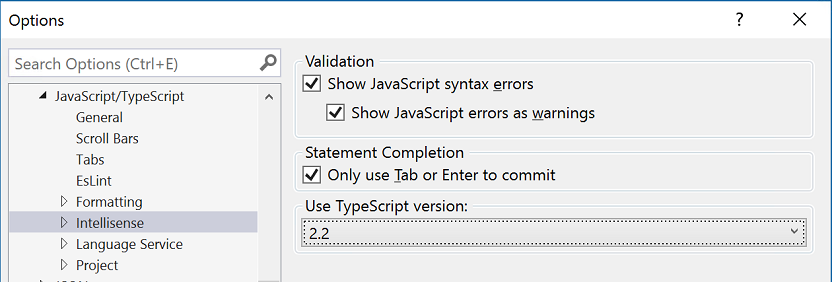 Options
?
Search Options (Ctrl+E)
JavaScript/TypeScript
General
Scroll Bars
Tabs
EsLint
Formatting
Intellisense
Language Service
Project
Validation
Show JavaScript syntax errors
Show JavaScript errors as warnings
Statement Completion
Only use Tab or Enter to commit
Use TypeScript version:
2.2